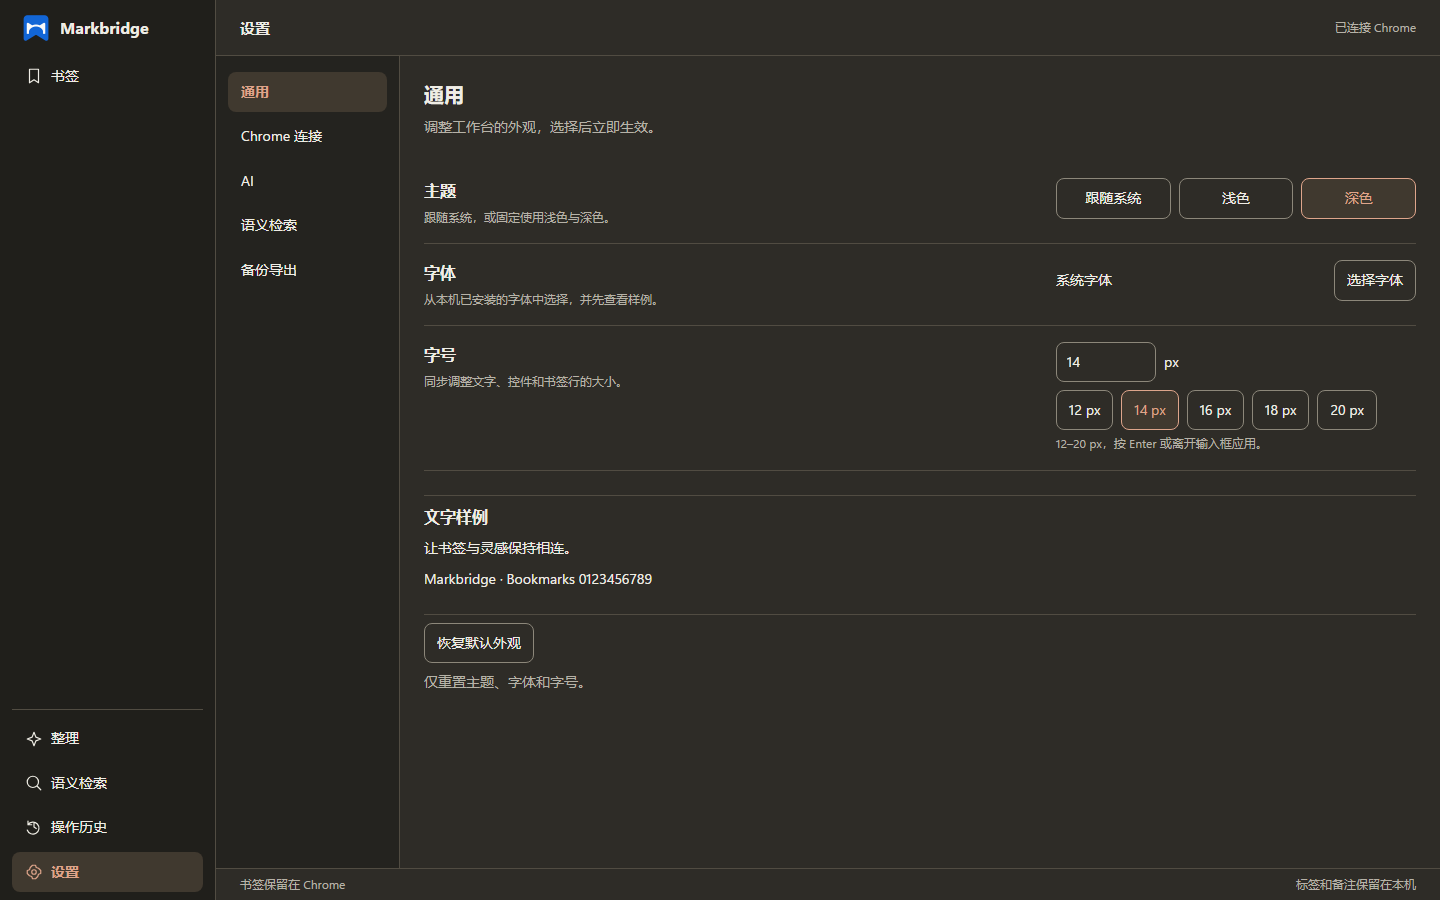 Markbridge
书签
整理
语义检索
操作历史
设置
设置
已连接 Chrome
通用
Chrome 连接
AI
语义检索
备份导出
通用
调整工作台的外观，选择后立即生效。
主题
跟随系统，或固定使用浅色与深色。
跟随系统
浅色
深色
字体
从本机已安装的字体中选择，并先查看样例。
系统字体
选择字体
字号
同步调整文字、控件和书签行的大小。
14 px
12 px
14 px
16 px
18 px
20 px
12–20 px，按 Enter 或离开输入框应用。
文字样例
让书签与灵感保持相连。
Markbridge · Bookmarks 0123456789
恢复默认外观
仅重置主题、字体和字号。
书签保留在 Chrome
标签和备注保留在本机